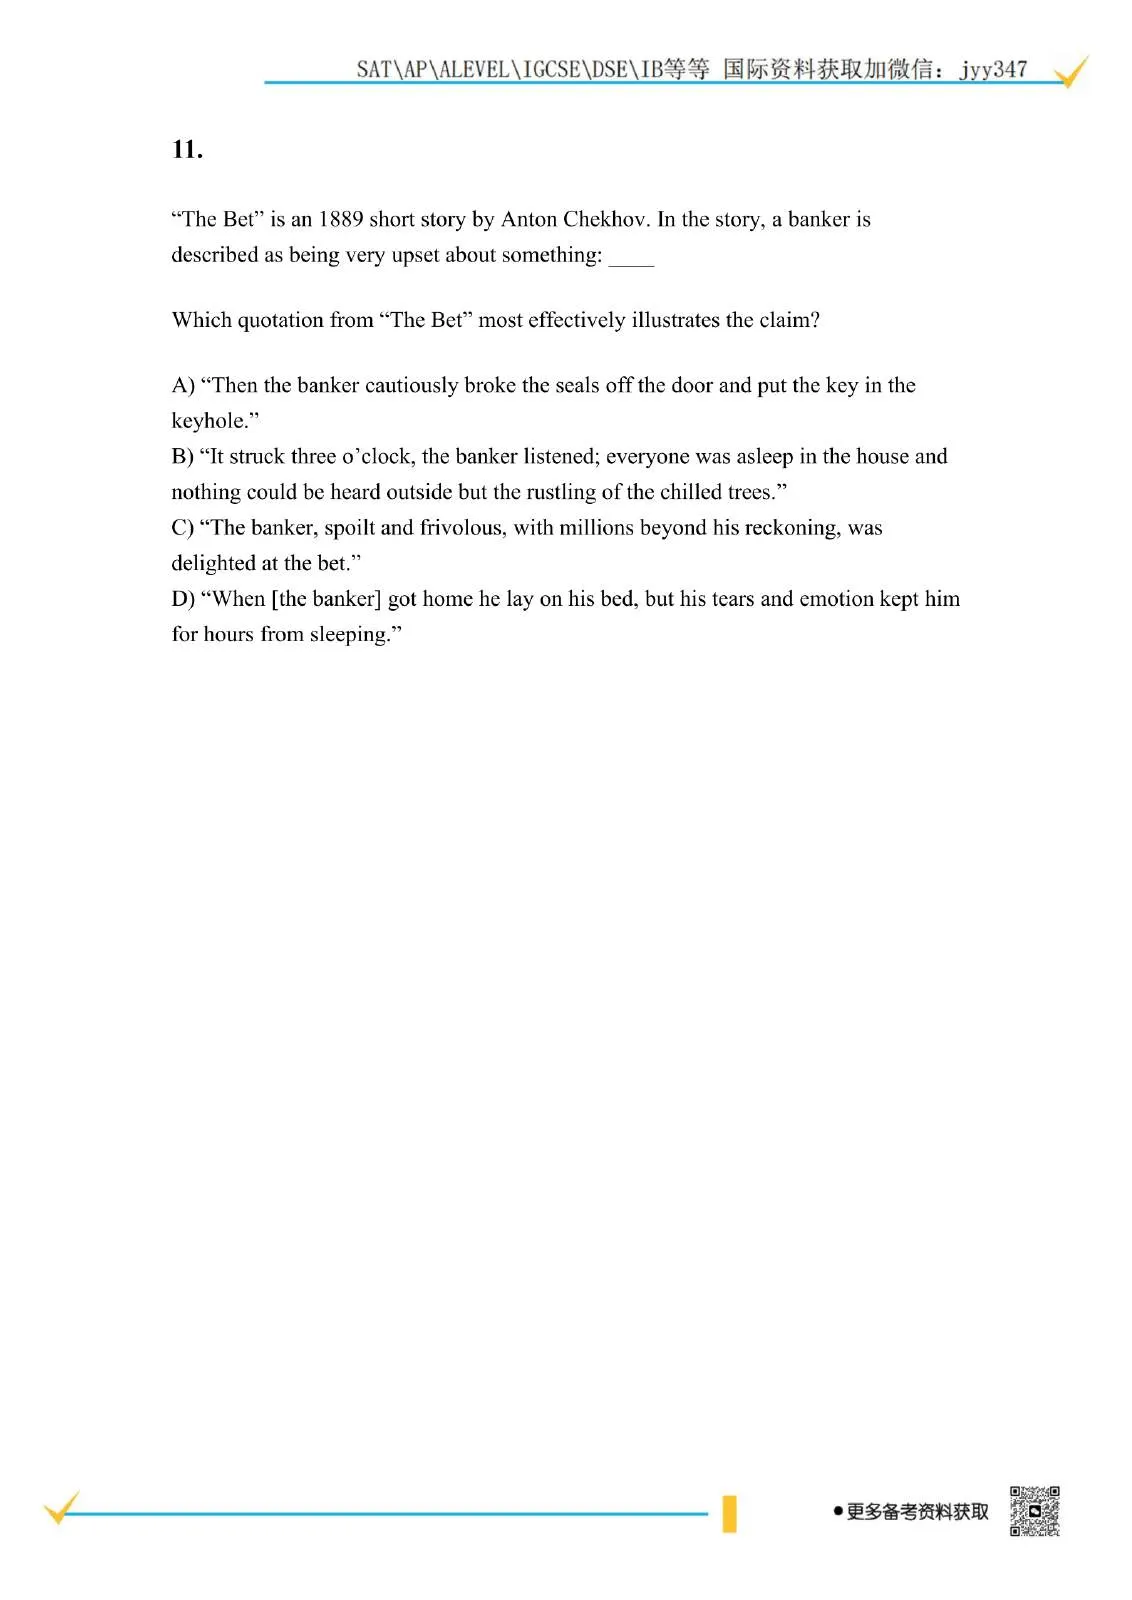 SAT\AP\ALEVEL\IGCSE\DSE\IB等等 国际资料获取加微信：jyy347
11.
“The Bet” is an 1889 short story by Anton Chekhov. In the story, a banker is
described as being very upset about something: ____
Which quotation from “The Bet” most effectively illustrates the claim?
A) “Then the banker cautiously broke the seals off the door and put the key in the
keyhole.”
B) “It struck three o’clock, the banker listened; everyone was asleep in the house and
nothing could be heard outside but the rustling of the chilled trees.”
C) “The banker, spoilt and frivolous, with millions beyond his reckoning, was
delighted at the bet.”
D) “When [the banker] got home he lay on his bed, but his tears and emotion kept him
for hours from sleeping.”
●更多备考资料获取